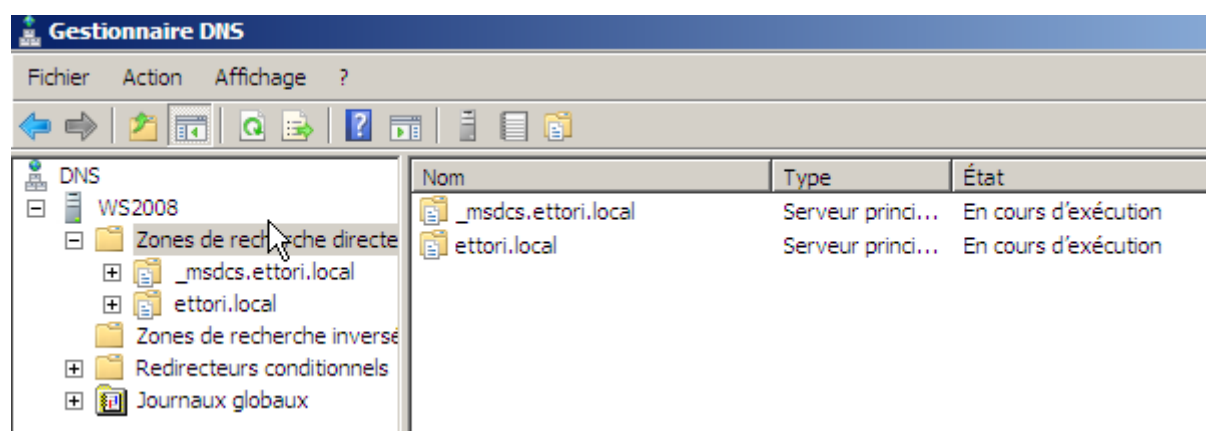 Gestionnaire DNS
Fichier Action Affichage ?
DNS
WS2008
Zones de recherche directe
_msdcs.ettori.local
ettori.local
Zones de recherche inversé
Redirecteurs conditionnels
Journaux globaux
Nom Type État
_msdcs.ettori.local Serveur princi... En cours d'exécution
ettori.local Serveur princi... En cours d'exécution